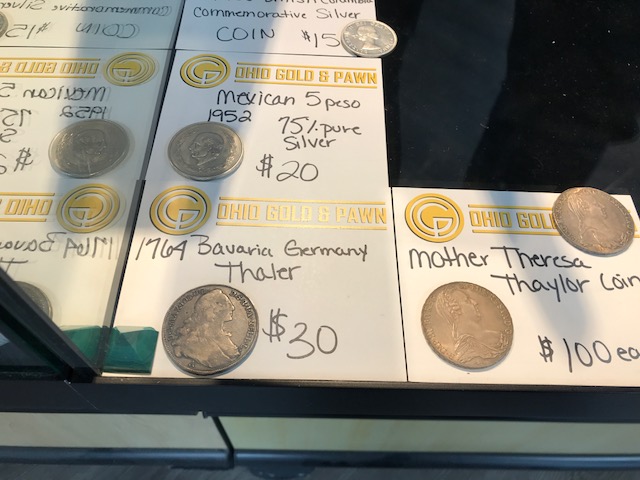 Commemorative Silver
COIN $15
OHIO GOLD & PAWN
Mexican 5 peso
1952 75% pure
Silver
$20
OHIO GOLD & PAWN
1764 Bavaria Germany
Thaler
$30
OHIO GOL
Mother Theresa
Thaylor Coin
$100 ea